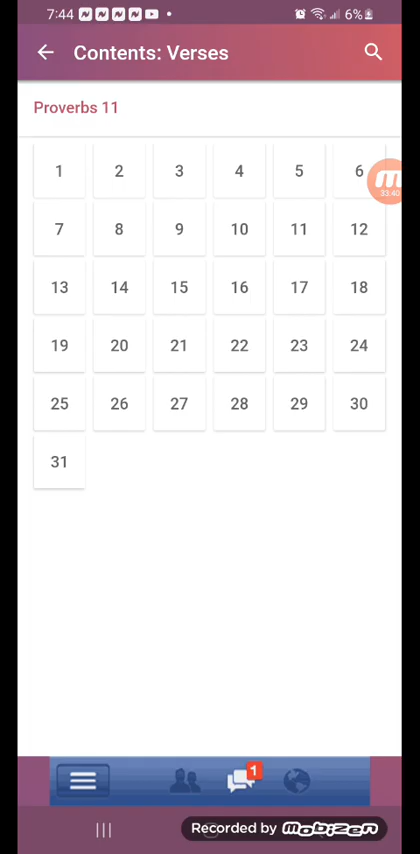 7:44 6%
Contents: Verses
Proverbs 11
1 2 3 4 5 6
33:40
7 8 9 10 11 12
13 14 15 16 17 18
19 20 21 22 23 24
25 26 27 28 29 30
31
1
Recorded by mobizen